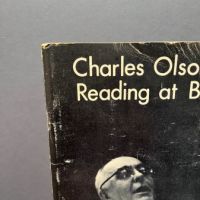 Charles Olso
Reading at B